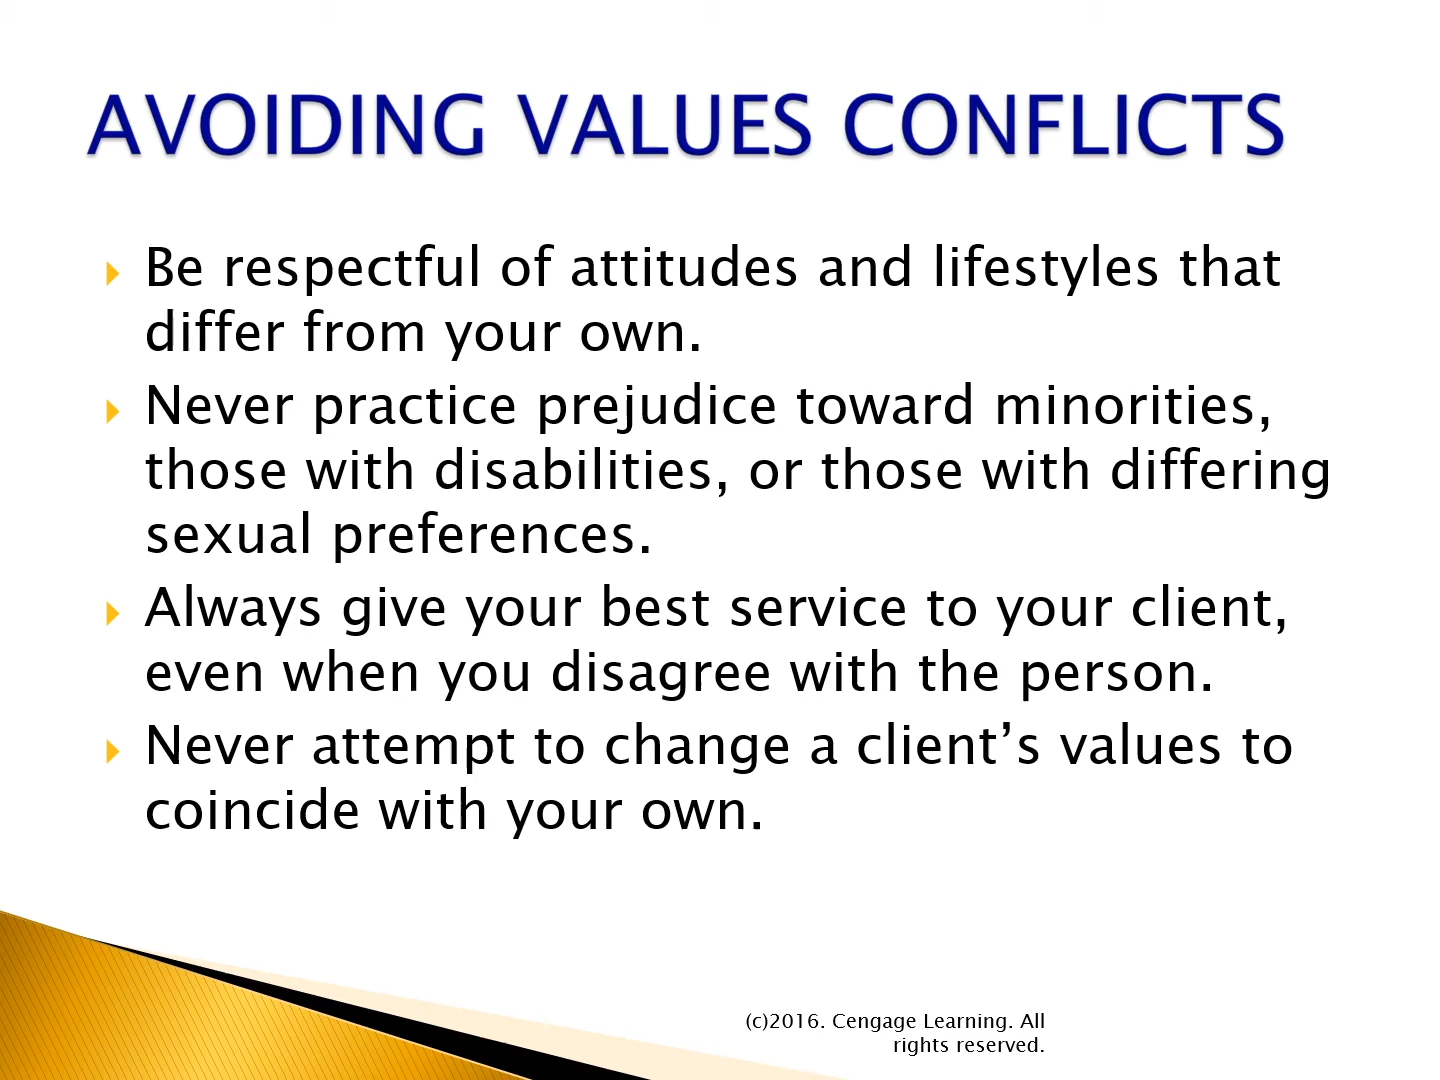 AVOIDING VALUES CONFLICTS
Be respectful of attitudes and lifestyles that
differ from your own.
Never practice prejudice toward minorities,
those with disabilities, or those with differing
sexual preferences.
Always give your best service to your client,
even when you disagree with the person.
Never attempt to change a client’s values to
coincide with your own.
(c)2016. Cengage Learning. All
rights reserved.